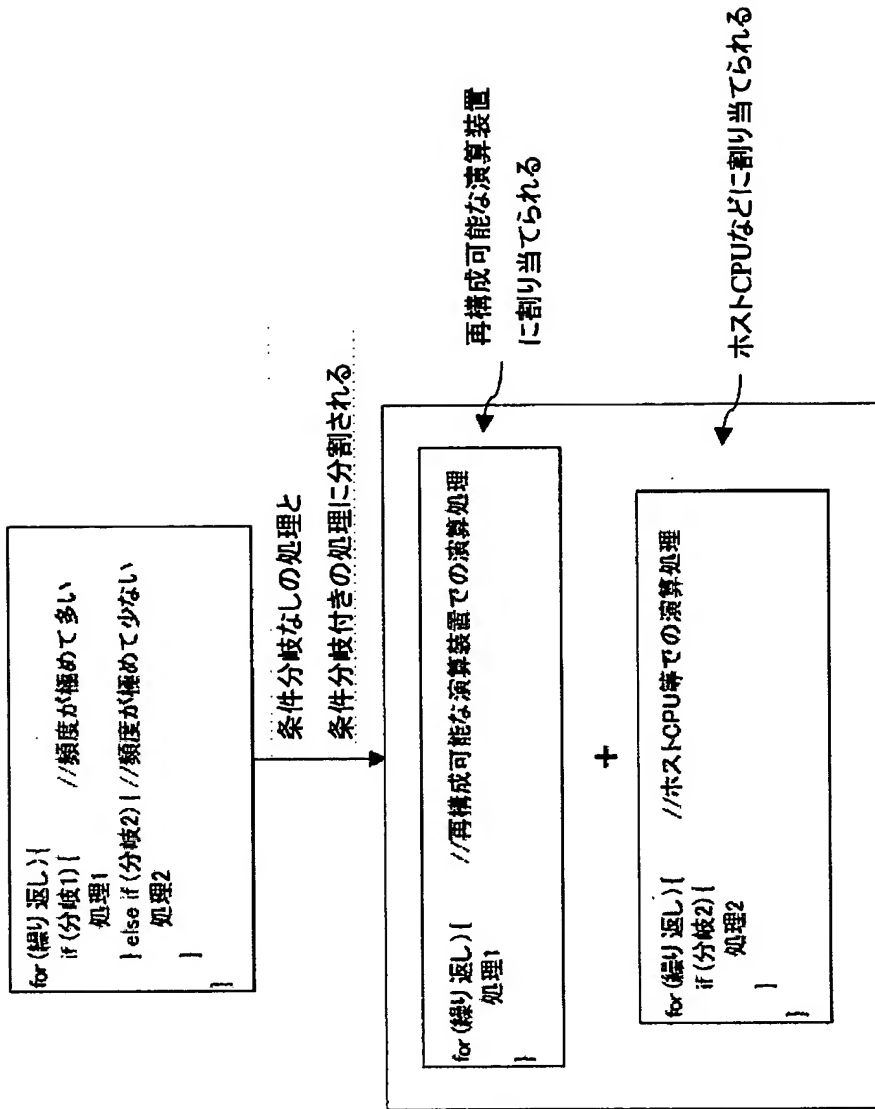 for (繰り返し) {
if (分岐1) {    //頻度が極めて多い
処理1
} else if (分岐2) { //頻度が極めて少ない
処理2
}
}
条件分岐なしの処理と
条件分岐付きの処理に分割される
for (繰り返し) {    //再構成可能な演算装置での演算処理
処理1
}
再構成可能な演算装置
に割り当てられる
+
for (繰り返し) {    //ホストCPU等での演算処理
if (分岐2) {
処理2
}
}
ホストCPUなどに割り当てられる